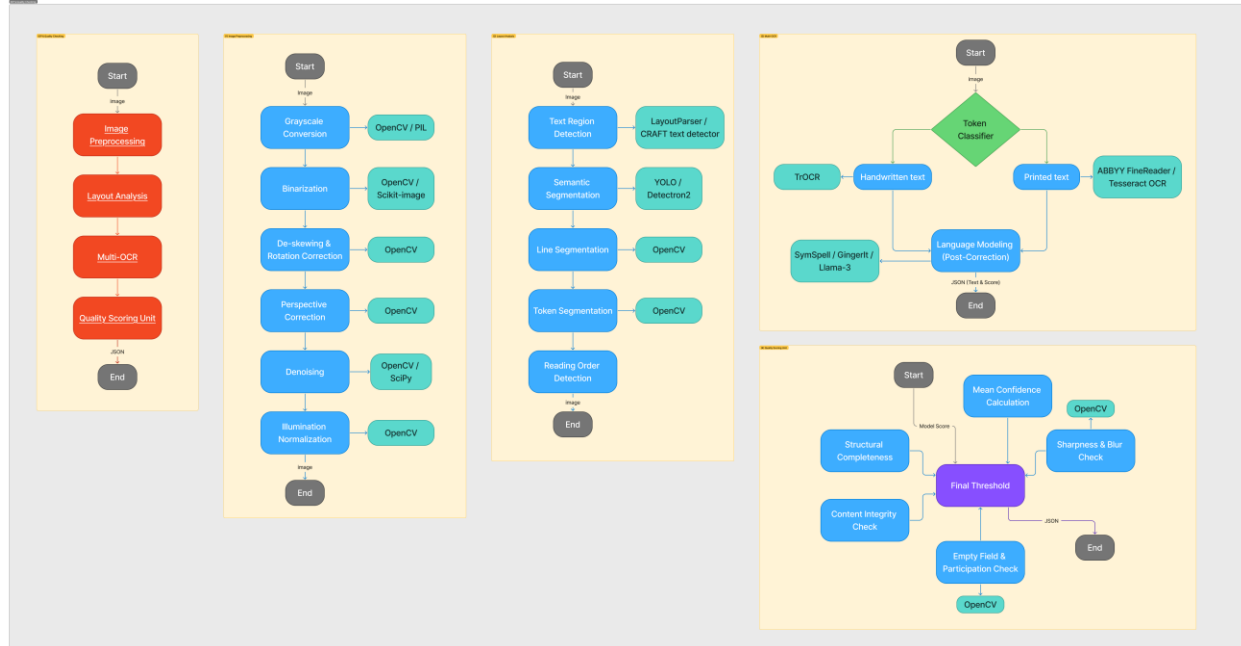 Start
Image
Image
Preprocessing
Layout Analysis
Multi-OCR
Quality Scoring Unit
JSON
End
Start
Image
Grayscale
Conversion
OpenCV / PIL
Binarization
OpenCV /
Scikit-image
De-skewing &
Rotation Correction
OpenCV
Perspective
Correction
OpenCV
Denoising
OpenCV /
SciPy
Illumination
Normalization
OpenCV
Image
End
Start
Image
Text Region
Detection
LayoutParser /
CRAFT text detector
Semantic
Segmentation
YOLO /
Detectron2
Line Segmentation
OpenCV
Token Segmentation
OpenCV
Reading Order
Detection
Image
End
Start
Image
Token
Classifier
TrOCR
Handwritten text
Printed text
ABBYY FineReader /
Tesseract OCR
SymSpell / GingerIt /
Llama-3
Language Modeling
(Post-Correction)
JSON (Text & Score)
End
Start
Model Score
Mean Confidence
Calculation
OpenCV
Structural
Completeness
Sharpness & Blur
Check
Final Threshold
Content Integrity
Check
JSON
End
Empty Field &
Participation Check
OpenCV